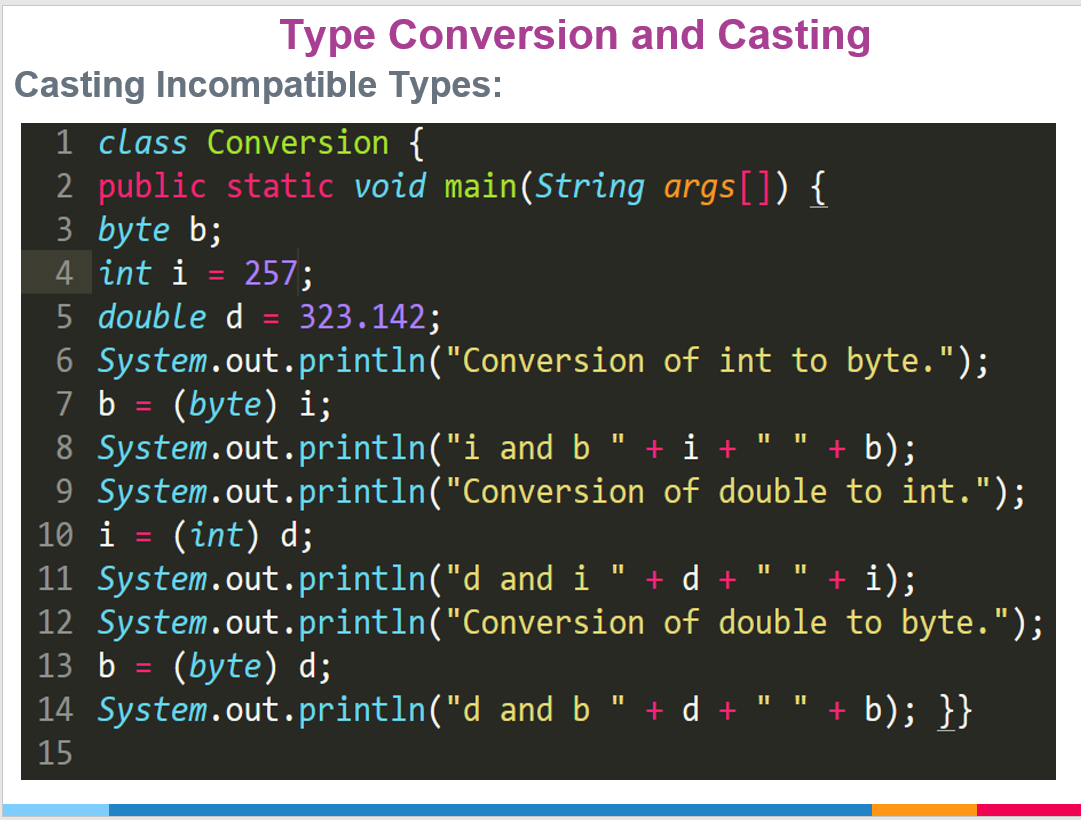 Type Conversion and Casting
Casting Incompatible Types:
1 class Conversion {
2 public static void main(String args[]) {
3 byte b;
4 int i = 257;
5 double d = 323.142;
6 System.out.println("Conversion of int to byte.");
7 b = (byte) i;
8 System.out.println("i and b " + i + " " + b);
9 System.out.println("Conversion of double to int.");
10 i = (int) d;
11 System.out.println("d and i " + d + " " + i);
12 System.out.println("Conversion of double to byte.");
13 b = (byte) d;
14 System.out.println("d and b " + d + " " + b); }}
15